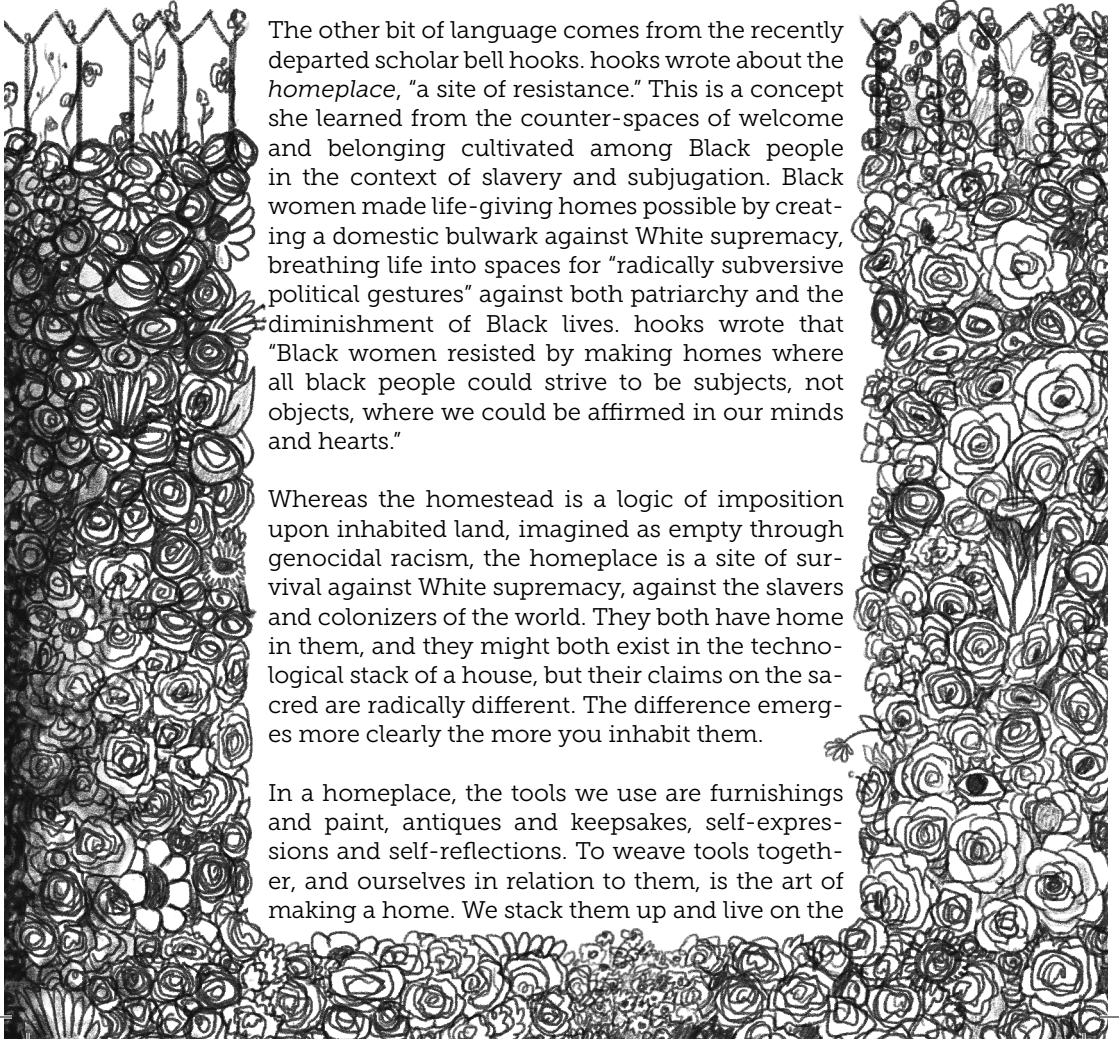 The other bit of language comes from the recently
departed scholar bell hooks. hooks wrote about the
homeplace, “a site of resistance.” This is a concept
she learned from the counter-spaces of welcome
and belonging cultivated among Black people
in the context of slavery and subjugation. Black
women made life-giving homes possible by creat-
ing a domestic bulwark against White supremacy,
breathing life into spaces for “radically subversive
political gestures” against both patriarchy and the
diminishment of Black lives. hooks wrote that
“Black women resisted by making homes where
all black people could strive to be subjects, not
objects, where we could be affirmed in our minds
and hearts.”

Whereas the homestead is a logic of imposition
upon inhabited land, imagined as empty through
genocidal racism, the homeplace is a site of sur-
vival against White supremacy, against the slavers
and colonizers of the world. They both have home
in them, and they might both exist in the techno-
logical stack of a house, but their claims on the sa-
cred are radically different. The difference emerg-
es more clearly the more you inhabit them.

In a homeplace, the tools we use are furnishings
and paint, antiques and keepsakes, self-expres-
sions and self-reflections. To weave tools togeth-
er, and ourselves in relation to them, is the art of
making a home. We stack them up and live on the